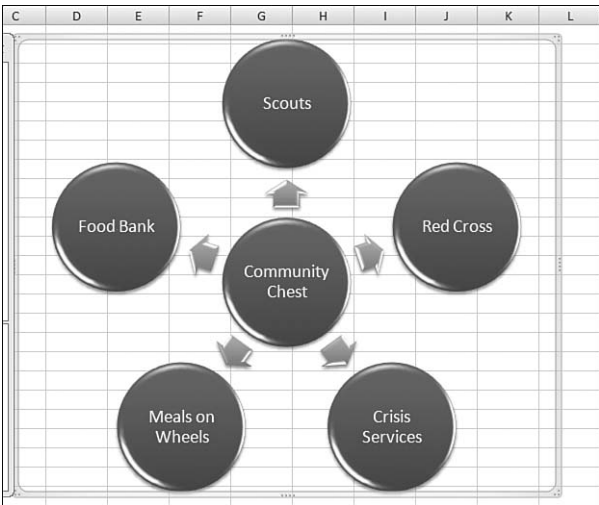 C D E F G H I J K L
Scouts
Food Bank
Red Cross
Community
Chest
Meals on
Wheels
Crisis
Services